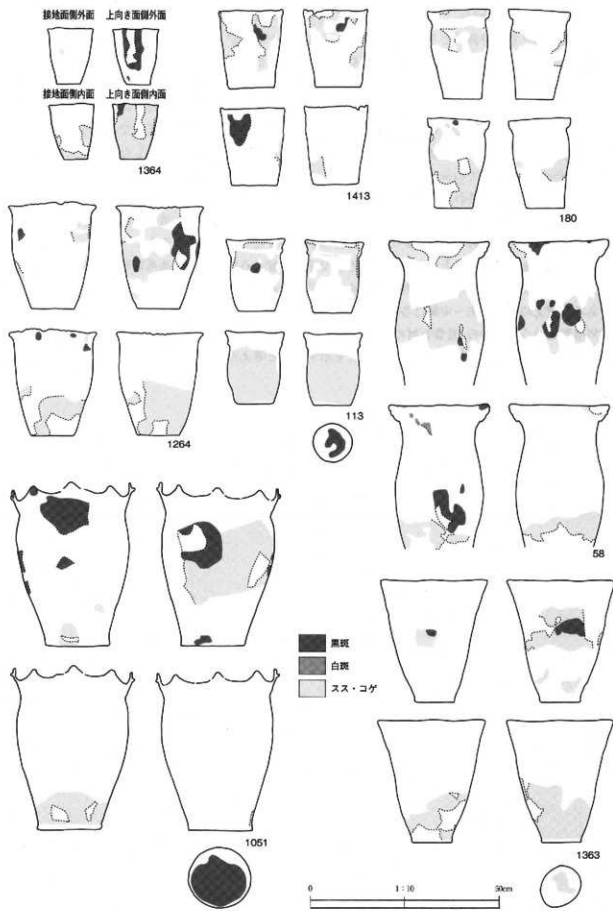 接地面側外面 上向き面側外面
接地面側内面 上向き面側内面
1364
1413
180
1264
113
58
黒斑
白斑
スス・コゲ
1051
1363
0 1:10 50cm